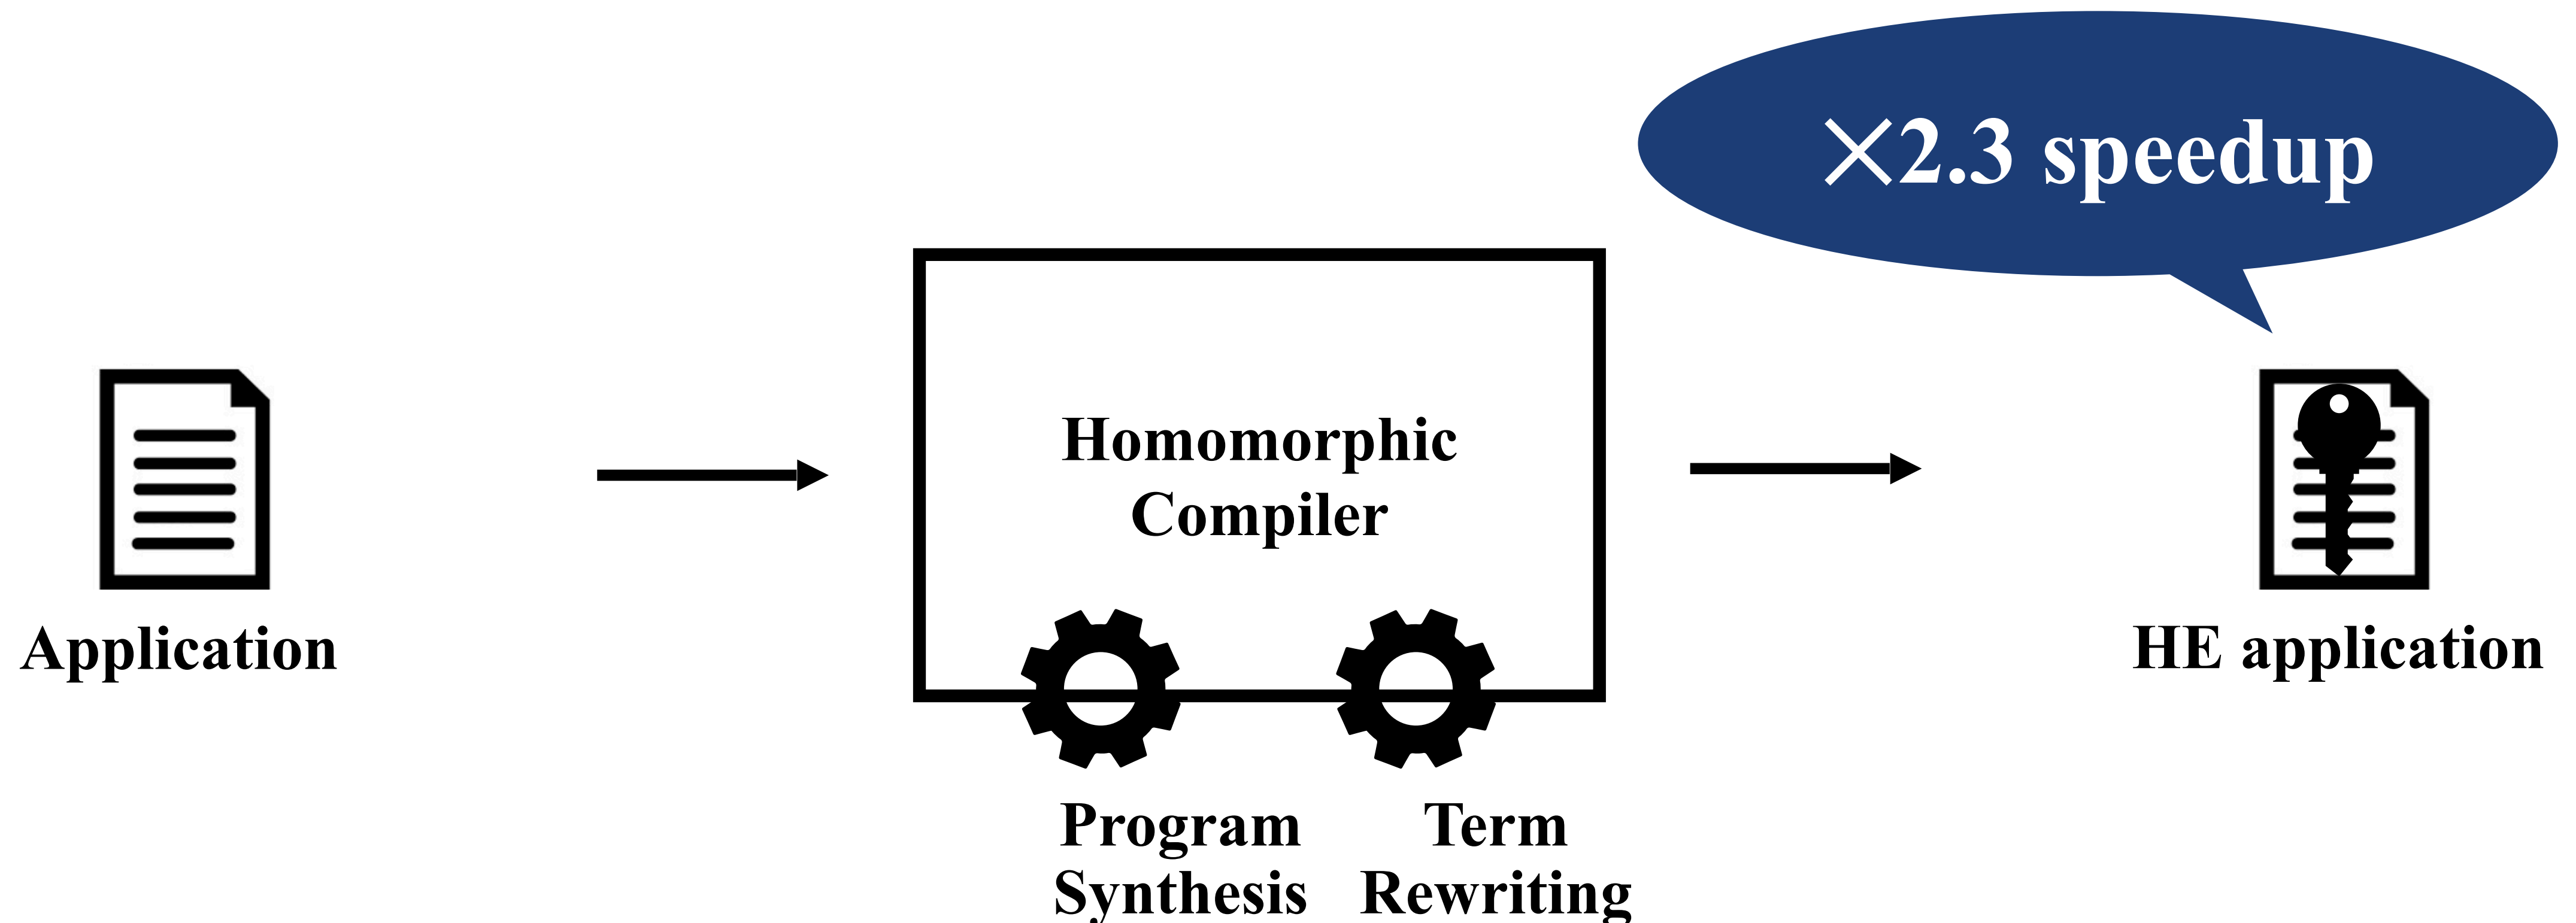 ×2.3 speedup
Homomorphic
Compiler
Application
HE application
Program
Synthesis
Term
Rewriting